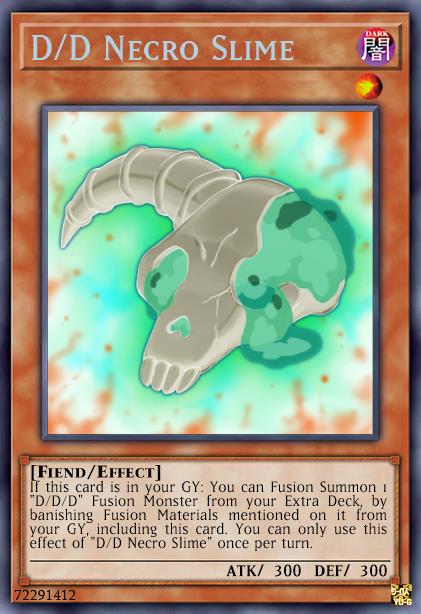 D/D Necro Slime
DARK
闇
[Fiend/Effect]
If this card is in your GY: You can Fusion Summon 1
"D/D/D" Fusion Monster from your Extra Deck, by
banishing Fusion Materials mentioned on it from
your GY, including this card. You can only use this
effect of "D/D Necro Slime" once per turn.
ATK/ 300 DEF/ 300
72291412